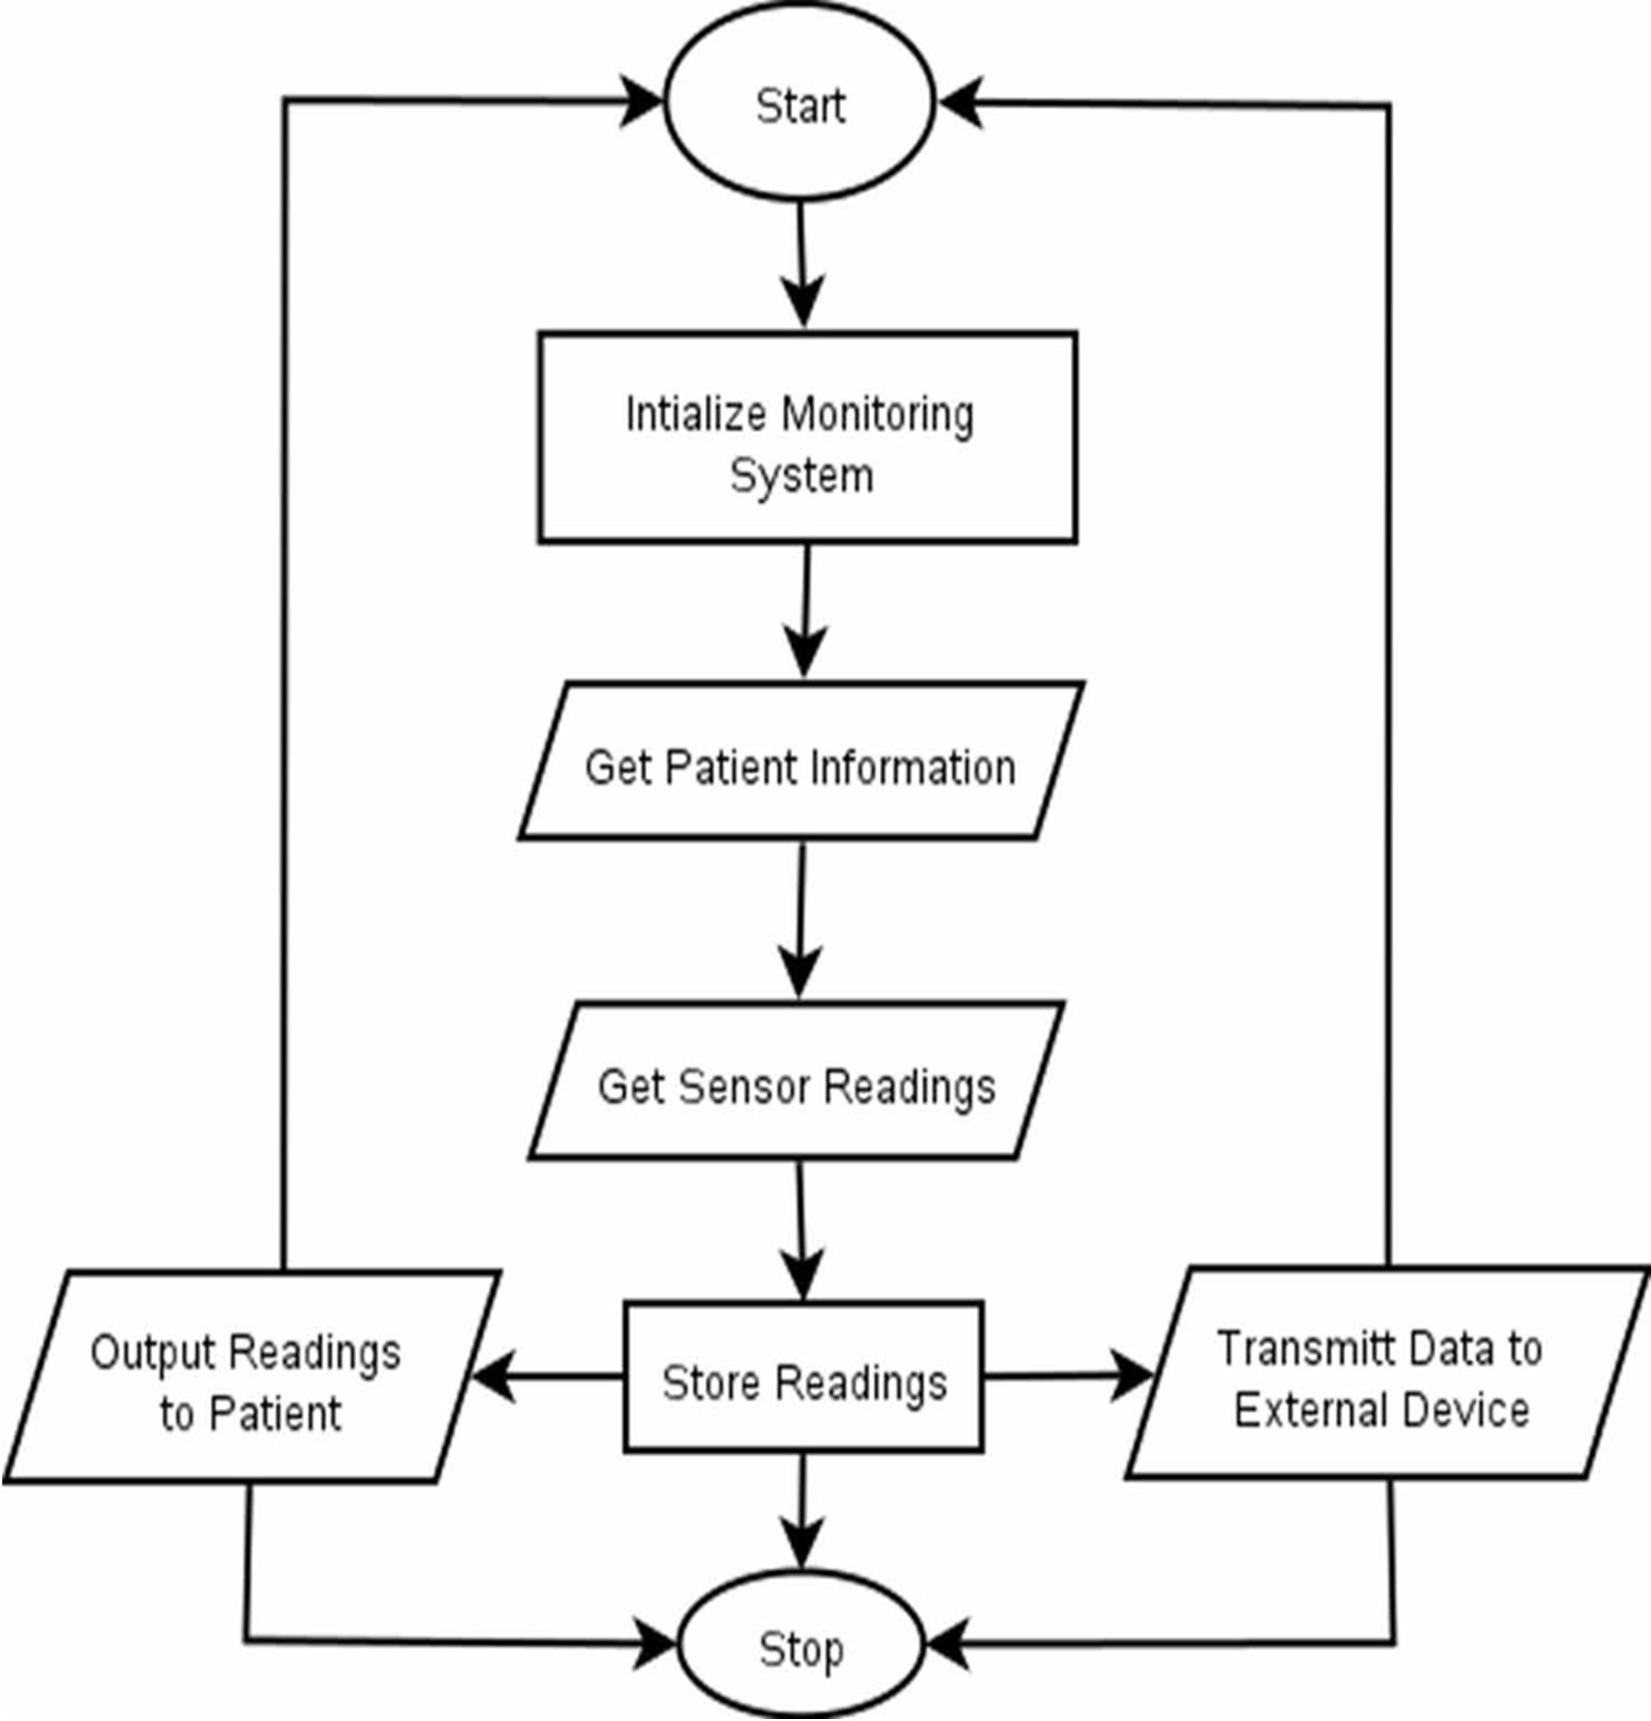 Start
Intialize Monitoring
System
Get Patient Information
Get Sensor Readings
Output Readings
to Patient
Store Readings
Transmitt Data to
External Device
Stop